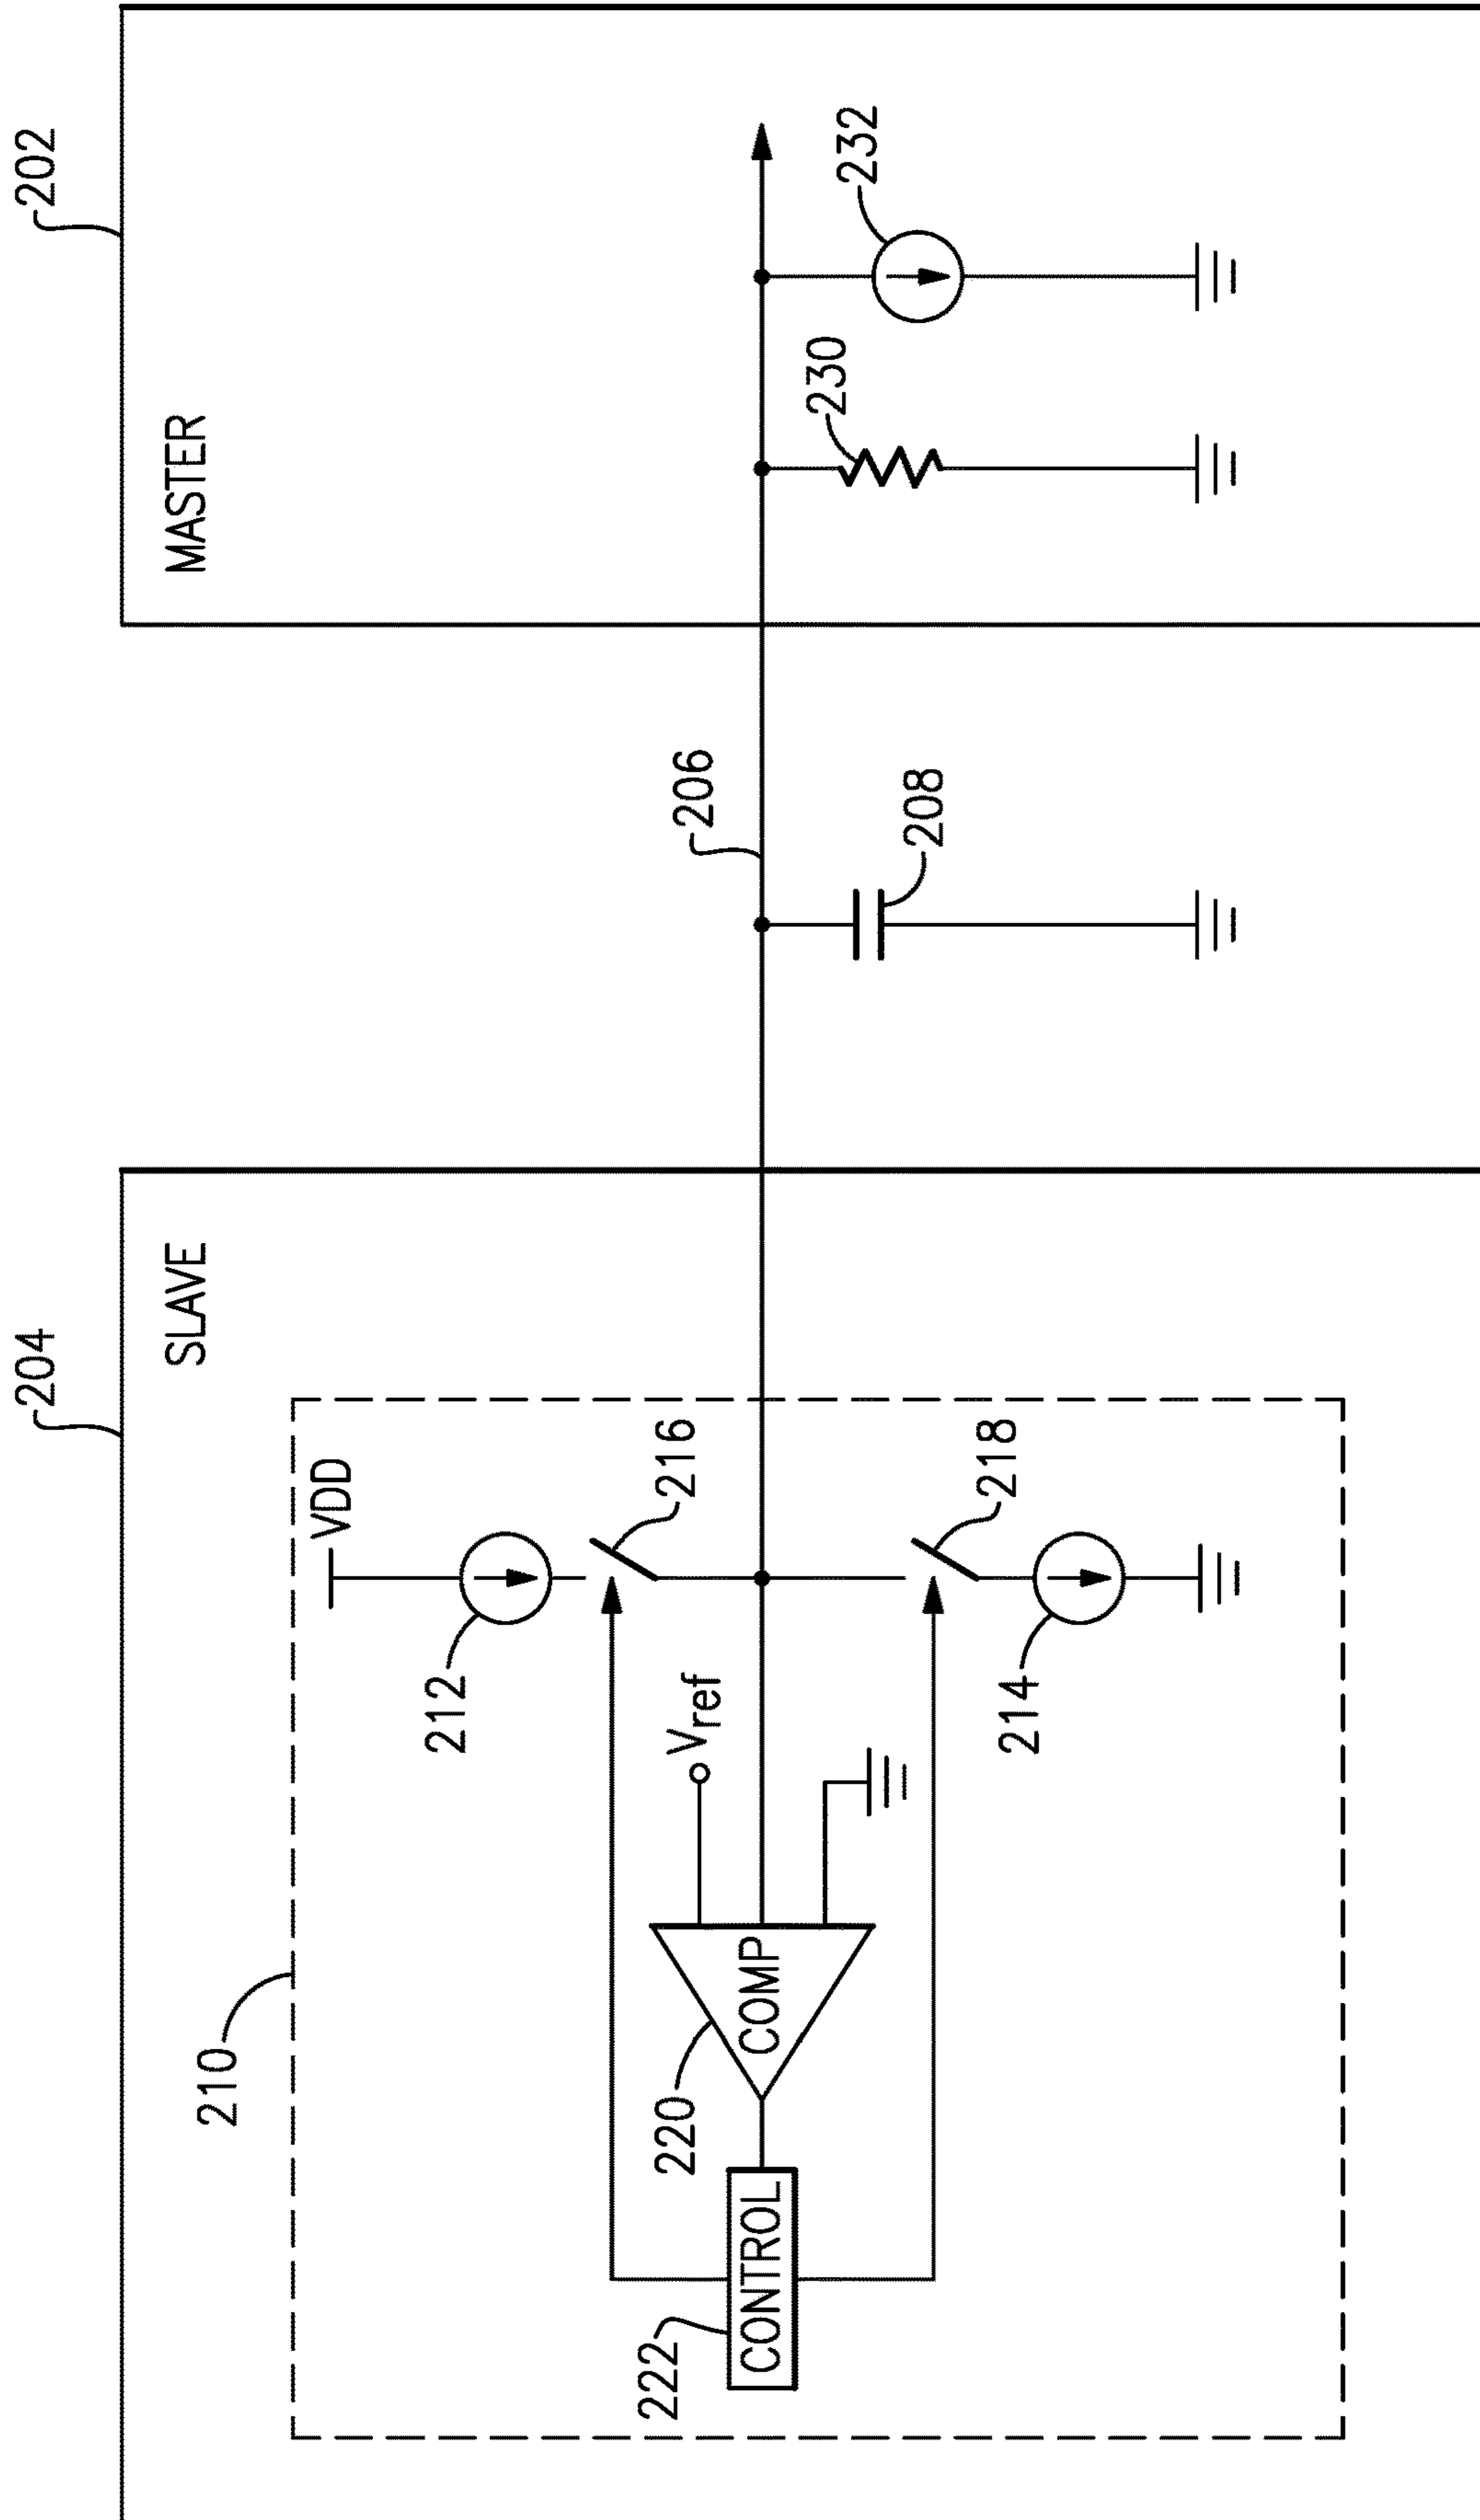 204
202
SLAVE
MASTER
210
VDD
212
216
206
Vref
220
COMP
222
CONTROL
230
232
208
218
214